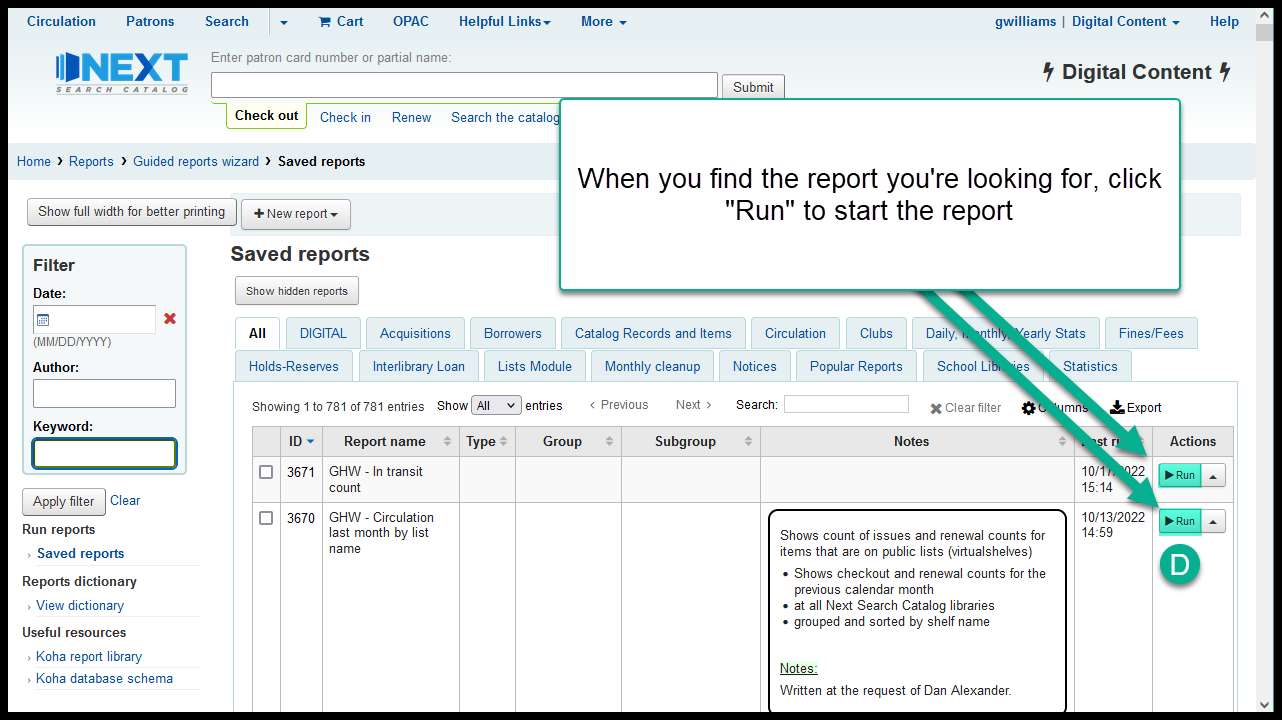 Circulation Patrons Search Cart OPAC Helpful Links More gwilliams | Digital Content Help
NEXT
SEARCH CATALOG
Enter patron card number or partial name:
Submit
Digital Content
Check out Check in Renew Search the catalog
Home › Reports › Guided reports wizard › Saved reports
When you find the report you're looking for, click
"Run" to start the report
Show full width for better printing
+ New report
Filter
Date:
(MM/DD/YYYY)
Author:
Keyword:
Apply filter Clear
Run reports
› Saved reports
Reports dictionary
› View dictionary
Useful resources
› Koha report library
› Koha database schema
Saved reports
Show hidden reports
All DIGITAL Acquisitions Borrowers Catalog Records and Items Circulation Clubs Daily, Monthly, Yearly Stats Fines/Fees
Holds-Reserves Interlibrary Loan Lists Module Monthly cleanup Notices Popular Reports School Libraries Statistics
Showing 1 to 781 of 781 entries Show All entries Previous Next Search: Clear filter Columns Export
ID Report name Type Group Subgroup Notes Last run Actions
3671 GHW - In transit 10/17/2022 Run
count 15:14
3670 GHW - Circulation 10/13/2022 Run
last month by list 14:59
name
Shows count of issues and renewal counts for
items that are on public lists (virtualshelves)
• Shows checkout and renewal counts for the
previous calendar month
• at all Next Search Catalog libraries
• grouped and sorted by shelf name
Notes:
Written at the request of Dan Alexander.
D